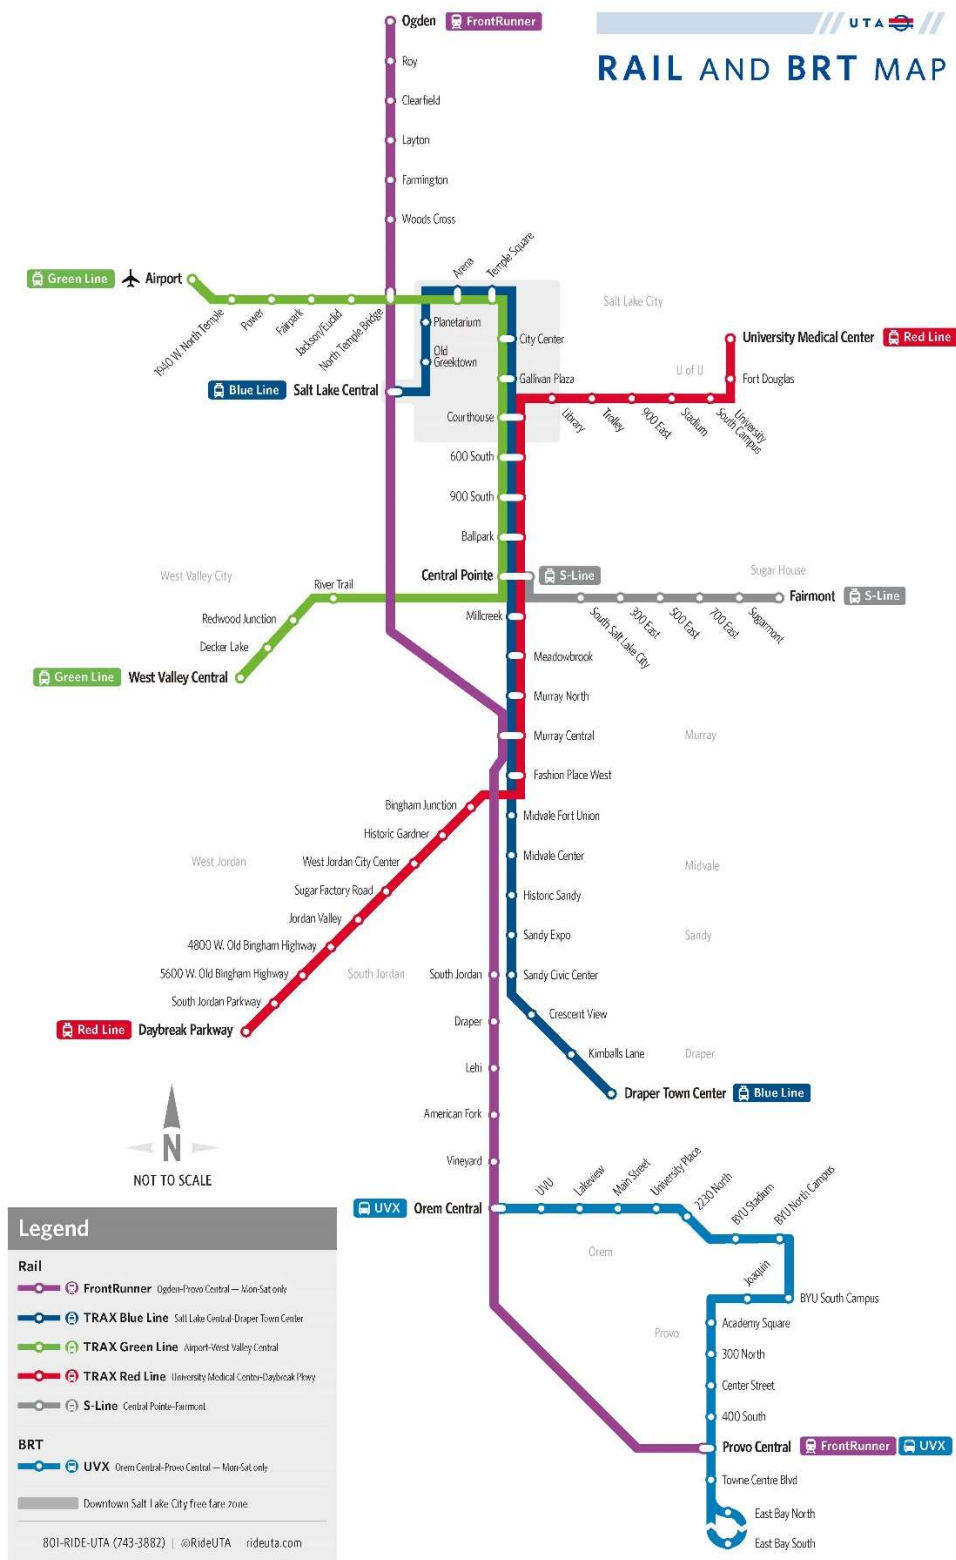 UTA
RAIL AND BRT MAP
Ogden
FrontRunner
Roy
Clearfield
Layton
Farmington
Woods Cross
Green Line
Airport
1940 W. North Temple
Power
Fairpark
Jackson/Euclid
North Temple Bridge
Arena
Temple Square
Salt Lake City
Planetarium
Old
Greektown
City Center
Blue Line
Salt Lake Central
Gallivan Plaza
University Medical Center
Red Line
U of U
Fort Douglas
Courthouse
Library
Trolley
900 East
Stadium
University
South Campus
600 South
900 South
Ballpark
Central Pointe
S-Line
West Valley City
River Trail
Sugar House
Fairmont
S-Line
South Salt Lake City
300 East
500 East
700 East
Sugarmont
Redwood Junction
Decker Lake
Green Line
West Valley Central
Millcreek
Meadowbrook
Murray North
Murray Central
Murray
Fashion Place West
Bingham Junction
Historic Gardner
West Jordan
West Jordan City Center
Sugar Factory Road
Jordan Valley
4800 W. Old Bingham Highway
5600 W. Old Bingham Highway
South Jordan Parkway
Red Line
Daybreak Parkway
Midvale Fort Union
Midvale Center
Midvale
Historic Sandy
Sandy Expo
Sandy
South Jordan
South Jordan
Sandy Civic Center
Crescent View
Draper
Kimballs Lane
Draper
Lehi
Draper Town Center
Blue Line
American Fork
Vineyard
N
NOT TO SCALE
UVX
Orem Central
UVU
Lakeview
Main Street
University Place
2230 North
BYU Stadium
BYU North Campus
Orem
Joaquin
BYU South Campus
Academy Square
Provo
300 North
Center Street
400 South
Provo Central
FrontRunner
UVX
Towne Centre Blvd
East Bay North
East Bay South
Legend
Rail
FrontRunner Ogden-Provo Central — Mon-Sat only
TRAX Blue Line Salt Lake Central-Draper Town Center
TRAX Green Line Airport-West Valley Central
TRAX Red Line University Medical Center-Daybreak Pkwy
S-Line Central Pointe-Fairmont
BRT
UVX Orem Central-Provo Central — Mon-Sat only
Downtown Salt Lake City free fare zone
801-RIDE-UTA (743-3882) | @RideUTA | rideuta.com